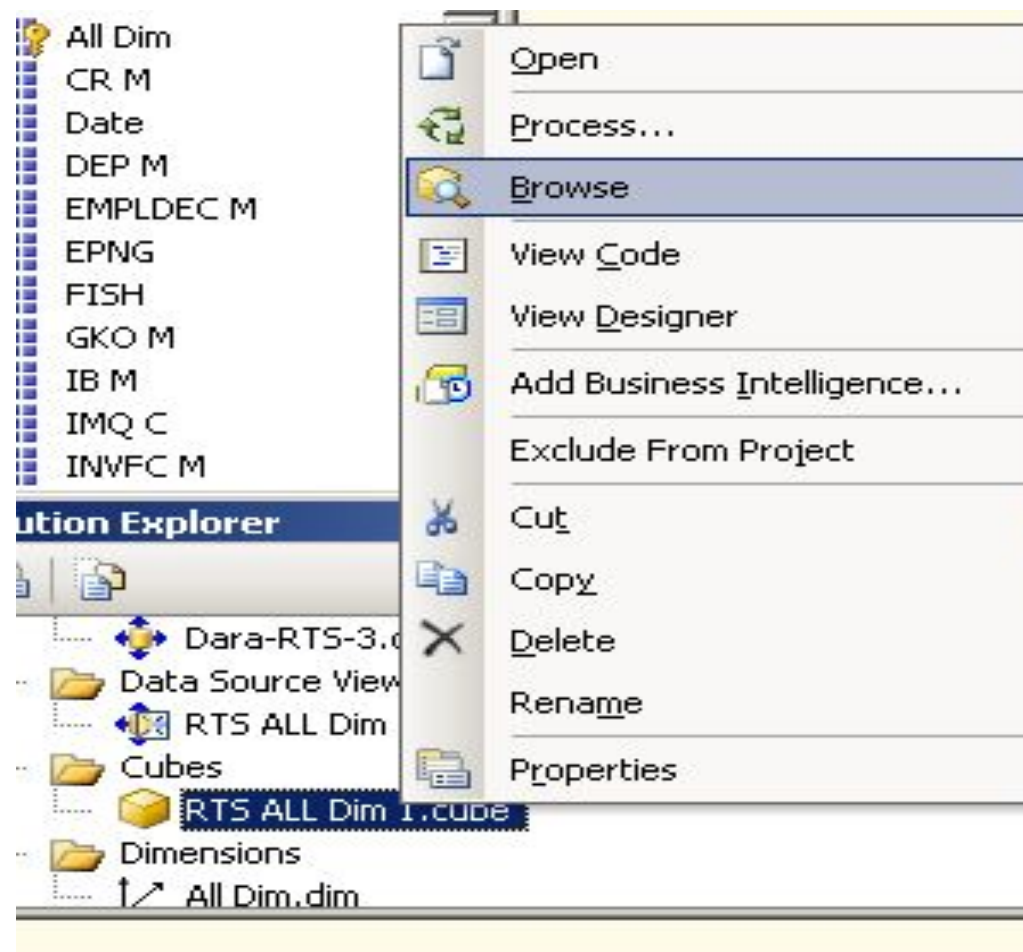 All Dim
CR M
Date
DEP M
EMPLDEC M
EPNG
FISH
GKO M
IB M
IMQ C
INVFC M
ution Explorer
Dara-RTS-3.
Data Source View
RTS ALL Dim
Cubes
RTS ALL Dim 1.cube
Dimensions
All Dim.dim
Open
Process...
Browse
View Code
View Designer
Add Business Intelligence...
Exclude From Project
Cut
Copy
Delete
Rename
Properties